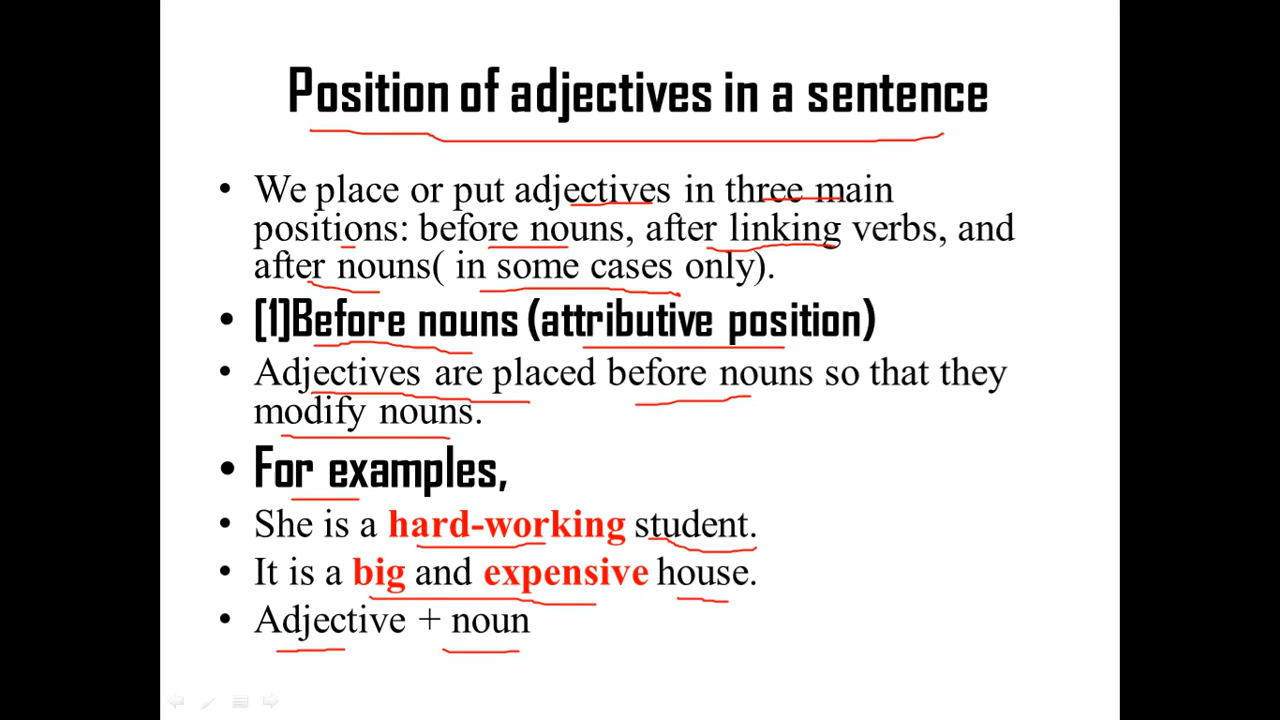 Position of adjectives in a sentence
• We place or put adjectives in three main
positions: before nouns, after linking verbs, and
after nouns( in some cases only).
• [1]Before nouns (attributive position)
• Adjectives are placed before nouns so that they
modify nouns.
• For examples,
• She is a hard-working student.
• It is a big and expensive house.
• Adjective + noun